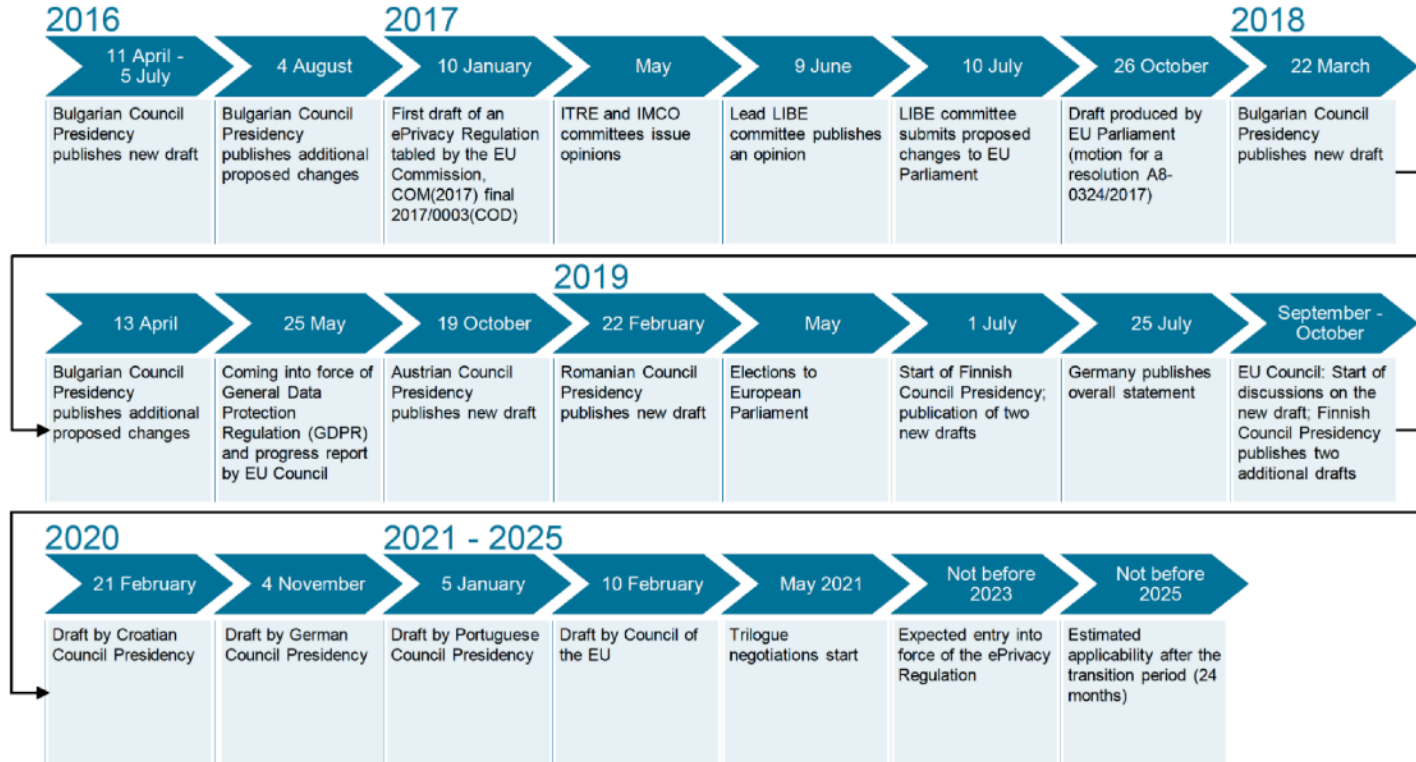 2016
2017
2018
11 April -
5 July
4 August
10 January
May
9 June
10 July
26 October
22 March
Bulgarian Council
Presidency
publishes new draft
Bulgarian Council
Presidency
publishes additional
proposed changes
First draft of an
ePrivacy Regulation
tabled by the EU
Commission,
COM(2017) final
2017/0003(COD)
ITRE and IMCO
committees issue
opinions
Lead LIBE
committee publishes
an opinion
LIBE committee
submits proposed
changes to EU
Parliament
Draft produced by
EU Parliament
(motion for a
resolution A8-
0324/2017)
Bulgarian Council
Presidency
publishes new draft
2019
13 April
25 May
19 October
22 February
May
1 July
25 July
September -
October
Bulgarian Council
Presidency
publishes additional
proposed changes
Coming into force of
General Data
Protection
Regulation (GDPR)
and progress report
by EU Council
Austrian Council
Presidency
publishes new draft
Romanian Council
Presidency
publishes new draft
Elections to
European
Parliament
Start of Finnish
Council Presidency;
publication of two
new drafts
Germany publishes
overall statement
EU Council: Start of
discussions on the
new draft; Finnish
Council Presidency
publishes two
additional drafts
2020
2021 - 2025
21 February
4 November
5 January
10 February
May 2021
Not before
2023
Not before
2025
Draft by Croatian
Council Presidency
Draft by German
Council Presidency
Draft by Portuguese
Council Presidency
Draft by Council of
the EU
Trilogue
negotiations start
Expected entry into
force of the ePrivacy
Regulation
Estimated
applicability after the
transition period (24
months)